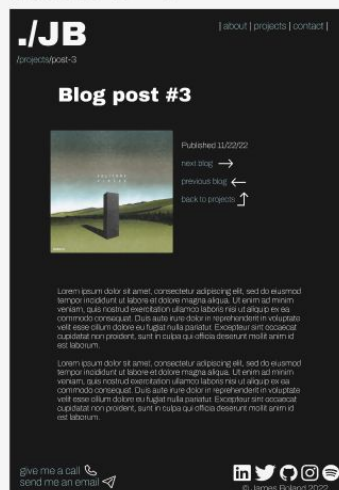 ./JB
| about | projects | contact |
/projects/post-3
Blog post #3
Published 11/22/22
next blog
previous blog
back to projects
Lorem ipsum dolor sit amet, consectetur adipiscing elit, sed do eiusmod
tempor incididunt ut labore et dolore magna aliqua. Ut enim ad minim
veniam, quis nostrud exercitation ullamco laboris nisi ut aliquip ex ea
commodo consequat. Duis aute irure dolor in reprehenderit in voluptate
velit esse cillum dolore eu fugiat nulla pariatur. Excepteur sint occaecat
cupidatat non proident, sunt in culpa qui officia deserunt mollit anim id
est laborum.
Lorem ipsum dolor sit amet, consectetur adipiscing elit, sed do eiusmod
tempor incididunt ut labore et dolore magna aliqua. Ut enim ad minim
veniam, quis nostrud exercitation ullamco laboris nisi ut aliquip ex ea
commodo consequat. Duis aute irure dolor in reprehenderit in voluptate
velit esse cillum dolore eu fugiat nulla pariatur. Excepteur sint occaecat
cupidatat non proident, sunt in culpa qui officia deserunt mollit anim id
est laborum.
give me a call
send me an email
© James Boland 2022